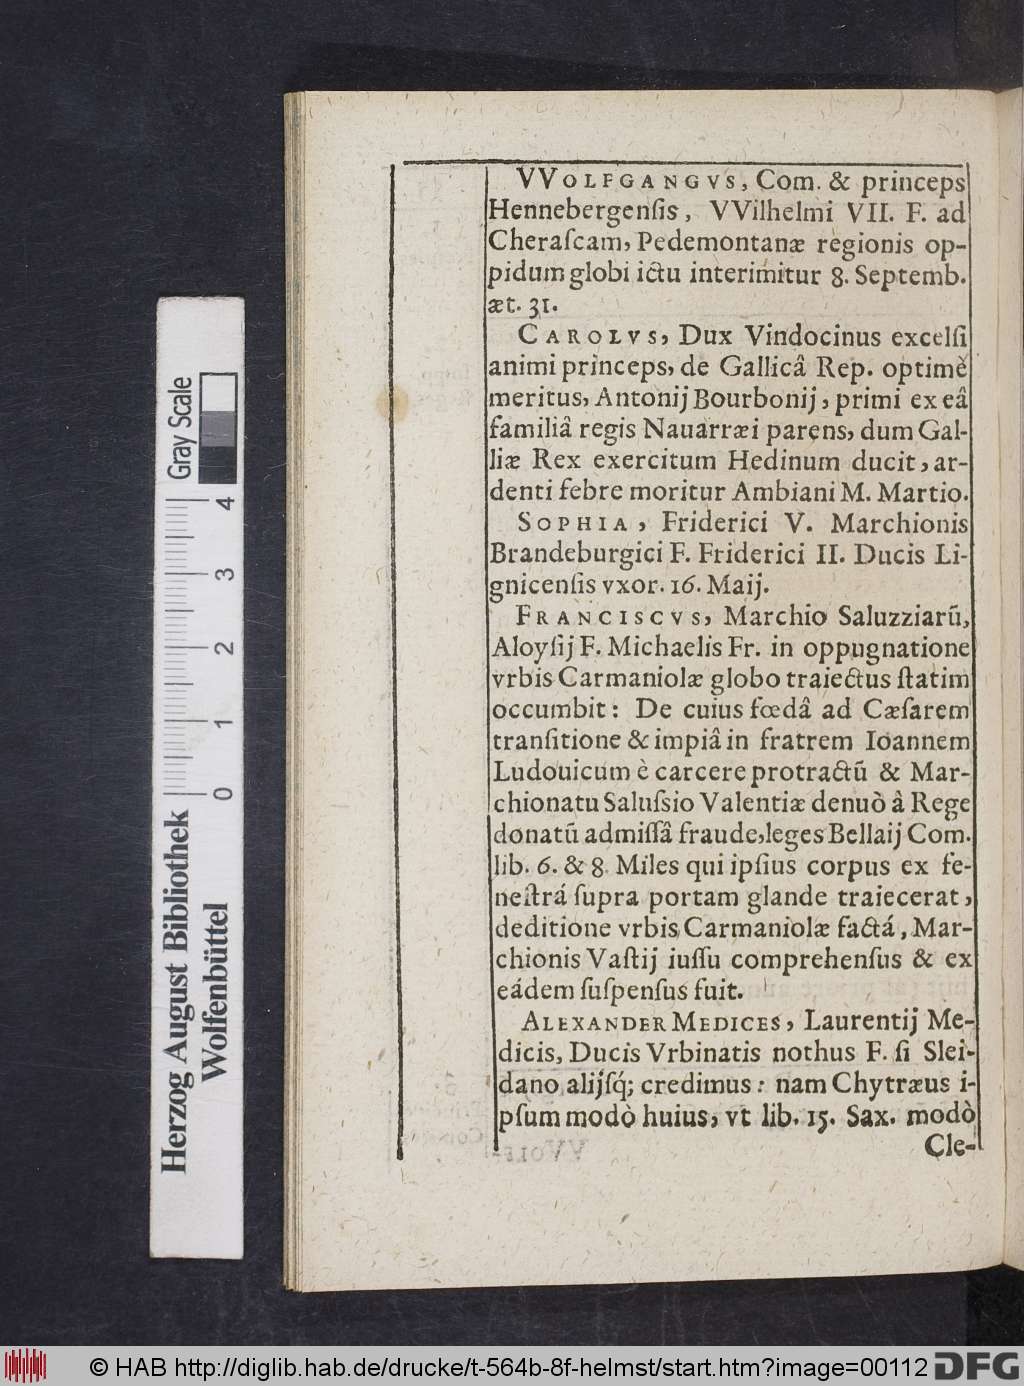 VVOLFGANGVS, Com. & princeps
Hennebergenſis, VVilhelmi VII. F. ad
Cheraſcam, Pedemontanæ regionis op-
pidum globi ictu interimitur 8. Septemb.
æt. 31.
CAROLVS, Dux Vindocinus excelſi
animi princeps, de Gallicâ Rep. optimè
meritus, Antonij Bourbonij, primi ex eâ
familiâ regis Nauarræi parens, dum Gal-
liæ Rex exercitum Hedinum ducit, ar-
denti febre moritur Ambiani M. Martio.
SOPHIA, Friderici V. Marchionis
Brandeburgici F. Friderici II. Ducis Li-
gnicenſis vxor. 16. Maij.
FRANCISCVS, Marchio Saluzziarũ,
Aloyſij F. Michaelis Fr. in oppugnatione
vrbis Carmaniolæ globo traiectus ſtatim
occumbit: De cuius fœdâ ad Cæſarem
tranſitione & impiâ in fratrem Ioannem
Ludouicum è carcere protractũ & Mar-
chionatu Saluſsio Valentiæ denuò â Rege
donatũ admiſſâ fraude, leges Bellaij Com.
lib. 6. & 8. Miles qui ipſius corpus ex fe-
neſtrá ſupra portam glande traiecerat,
deditione vrbis Carmaniolæ factá, Mar-
chionis Vaſtij iuſſu comprehenſus & ex
eádem ſuſpenſus fuit.
ALEXANDER MEDICES, Laurentij Me-
dicis, Ducis Vrbinatis nothus F. ſi Slei-
dano alijſq́; credimus: nam Chytræus i-
pſum modò huius, vt lib. 15. Sax. modò
Cle-
Herzog August Bibliothek
Wolfenbüttel
0 1 2 3 4
Gray Scale
© HAB http://diglib.hab.de/drucke/t-564b-8f-helmst/start.htm?image=00112 DFG